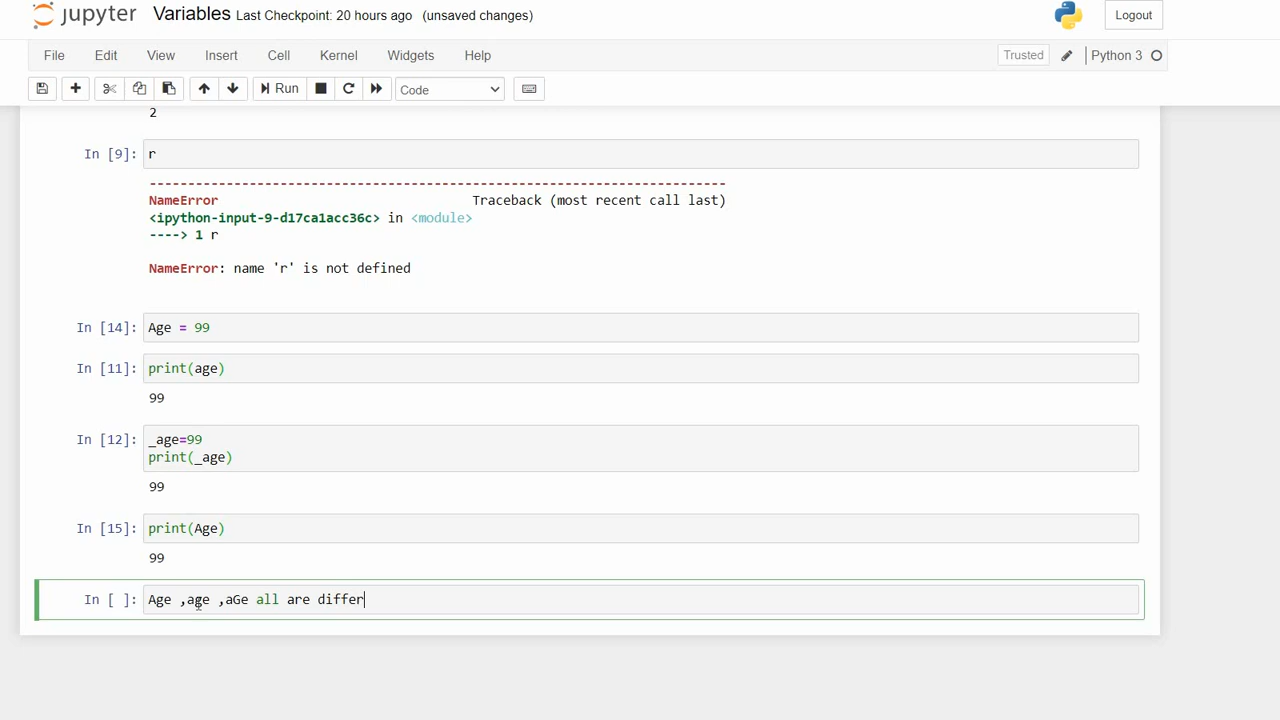 jupyter Variables Last Checkpoint: 20 hours ago (unsaved changes) Logout
File Edit View Insert Cell Kernel Widgets Help Trusted Python 3
Run Code
2
In [9]: r
---------------------------------------------------------------------------
NameError Traceback (most recent call last)
<ipython-input-9-d17ca1acc36c> in <module>
----> 1 r
NameError: name 'r' is not defined
In [14]: Age = 99
In [11]: print(age)
99
In [12]: _age=99
print(_age)
99
In [15]: print(Age)
99
In [ ]: Age ,age ,aGe all are differ